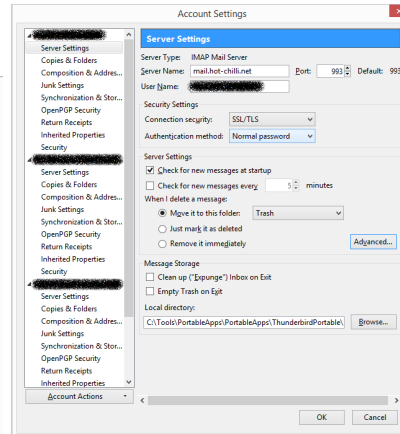 Account Settings
Server Settings
Copies & Folders
Composition & Addres...
Junk Settings
Synchronization & Stor...
OpenPGP Security
Return Receipts
Inherited Properties
Security
Server Settings
Copies & Folders
Composition & Addres...
Junk Settings
Synchronization & Stor...
OpenPGP Security
Return Receipts
Inherited Properties
Security
Server Settings
Copies & Folders
Composition & Addres...
Junk Settings
Synchronization & Stor...
OpenPGP Security
Return Receipts
Inherited Properties
Account Actions
Server Settings
Server Type: IMAP Mail Server
Server Name: mail.hot-chilli.net Port: 993 Default: 993
User Name:
Security Settings
Connection security: SSL/TLS
Authentication method: Normal password
Server Settings
Check for new messages at startup
Check for new messages every 5 minutes
When I delete a message:
Move it to this folder: Trash
Just mark it as deleted
Remove it immediately Advanced...
Message Storage
Clean up ("Expunge") Inbox on Exit
Empty Trash on Exit
Local directory:
C:\Tools\PortableApps\PortableApps\ThunderbirdPortable\ Browse...
OK Cancel